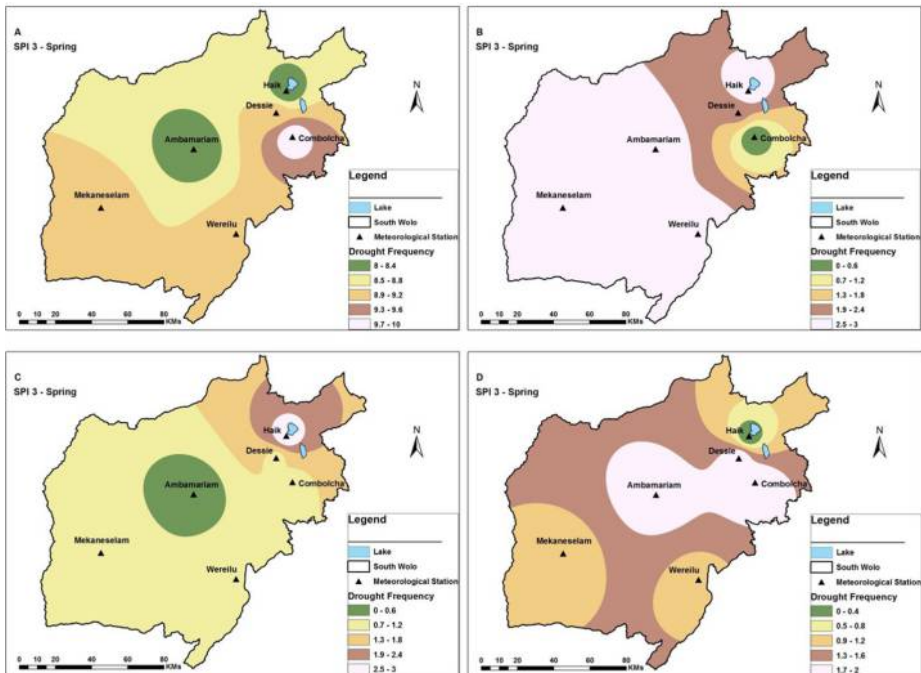 A
SPI 3 - Spring
N
Haik
Dessie
Ambamariam
Combolcha
Mekaneselam
Wereilu
Legend
Lake
South Wolo
Meteorological Station
Drought Frequency
8 - 8.4
8.5 - 8.8
8.9 - 9.2
9.3 - 9.6
9.7 - 10
0 10 20 40 60 80
KMs
B
SPI 3 - Spring
N
Haik
Dessie
Ambamariam
Combolcha
Mekaneselam
Wereilu
Legend
Lake
South Wolo
Meteorological Station
Drought Frequency
0 - 0.6
0.7 - 1.2
1.3 - 1.8
1.9 - 2.4
2.5 - 3
0 10 20 40 60 80
KMs
C
SPI 3 - Spring
N
Haik
Dessie
Ambamariam
Combolcha
Mekaneselam
Wereilu
Legend
Lake
South Wolo
Meteorological Station
Drought Frequency
0 - 0.6
0.7 - 1.2
1.3 - 1.8
1.9 - 2.4
2.5 - 3
0 10 20 40 60 80
KMs
D
SPI 3 - Spring
N
Haik
Dessie
Ambamariam
Combolcha
Mekaneselam
Wereilu
Legend
Lake
South Wolo
Meteorological Station
Drought Frequency
0 - 0.4
0.5 - 0.8
0.9 - 1.2
1.3 - 1.6
1.7 - 2
0 10 20 40 60 80
KMs